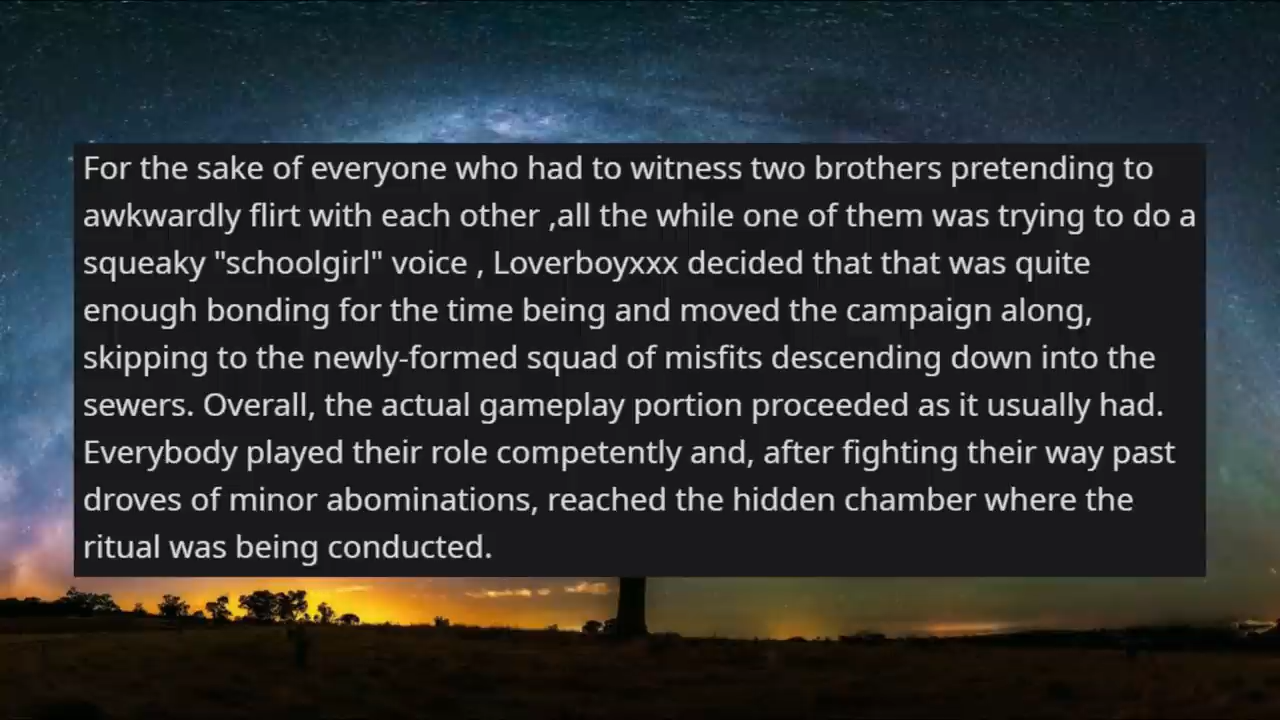 For the sake of everyone who had to witness two brothers pretending to
awkwardly flirt with each other ,all the while one of them was trying to do a
squeaky "schoolgirl" voice , Loverboyxxx decided that that was quite
enough bonding for the time being and moved the campaign along,
skipping to the newly-formed squad of misfits descending down into the
sewers. Overall, the actual gameplay portion proceeded as it usually had.
Everybody played their role competently and, after fighting their way past
droves of minor abominations, reached the hidden chamber where the
ritual was being conducted.